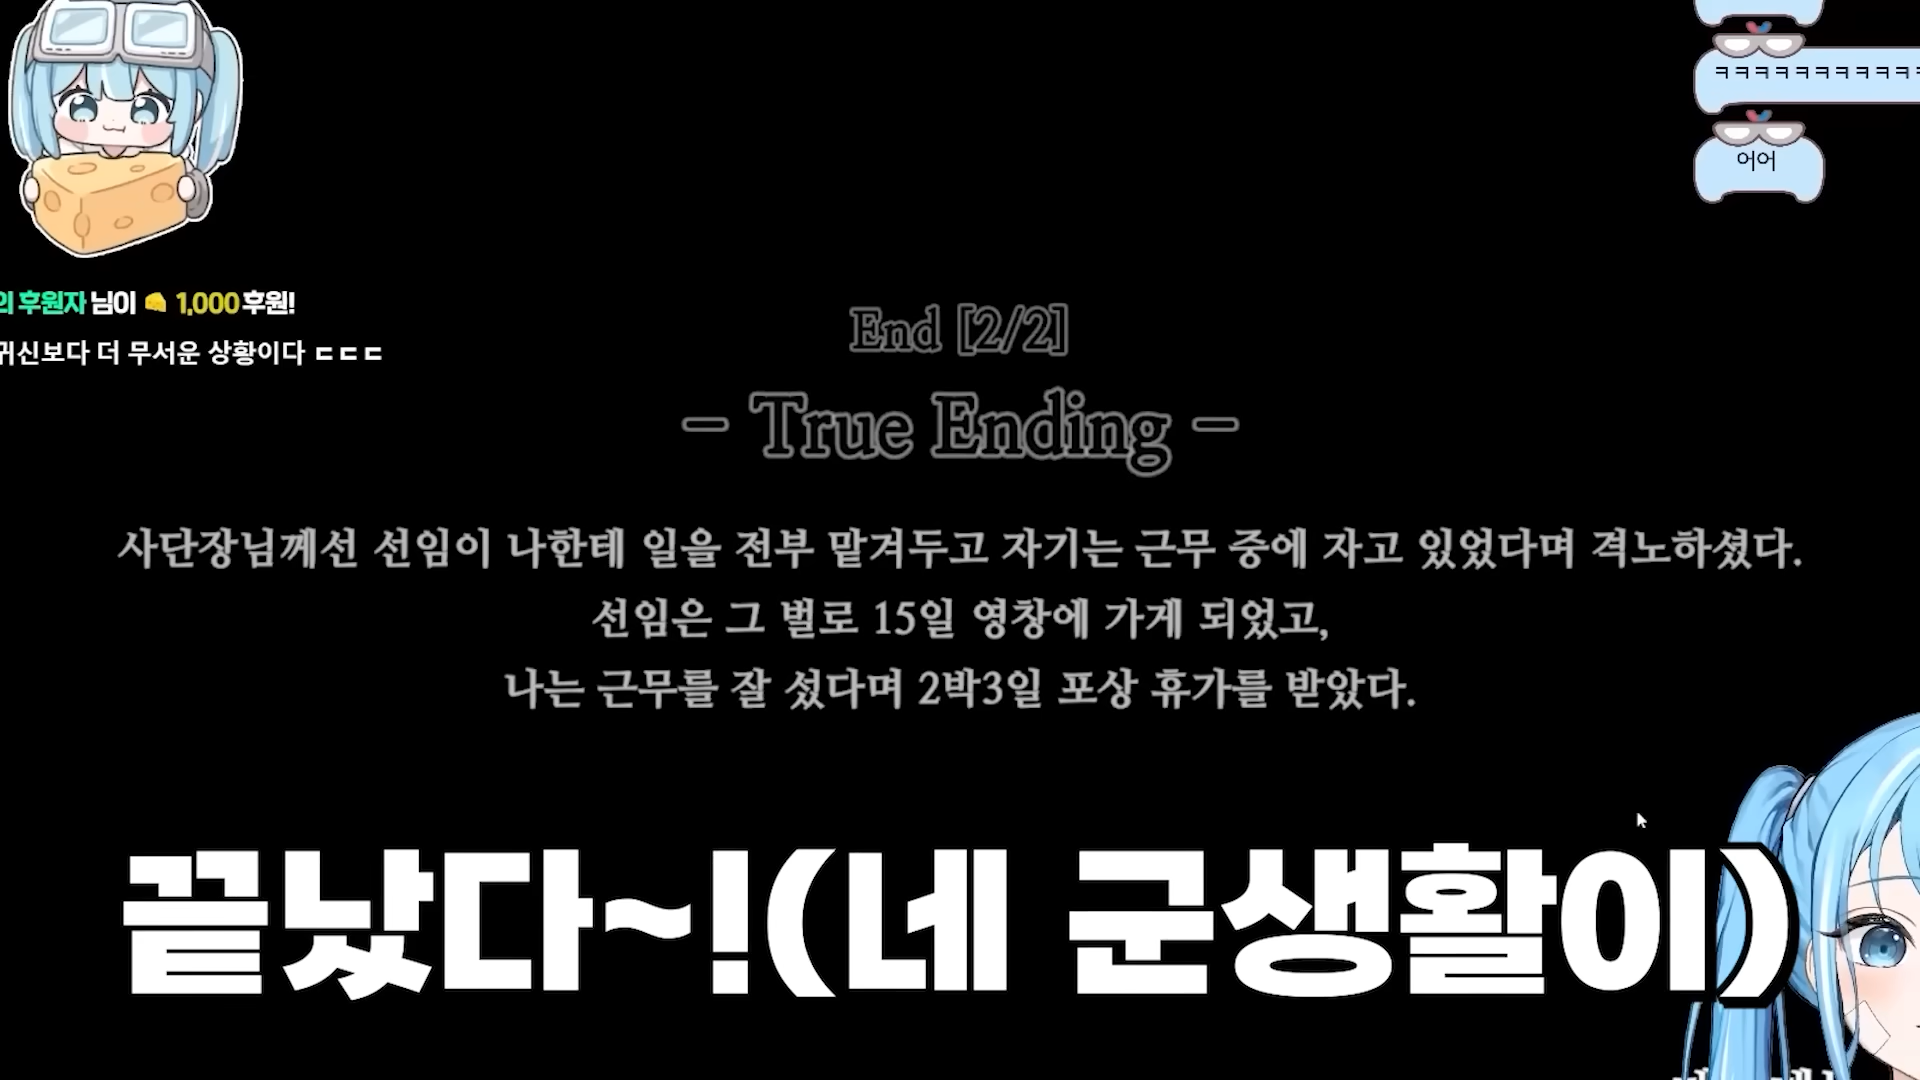 ㅋㅋㅋㅋㅋㅋㅋㅋㅋㅋ
어어
의 후원자 님이 1,000 후원!
귀신보다 더 무서운 상황이다 ㄷㄷㄷ
End [2/2]
- True Ending -
사단장님께선 선임이 나한테 일을 전부 맡겨두고 자기는 근무 중에 자고 있었다며 격노하셨다.
선임은 그 벌로 15일 영창에 가게 되었고,
나는 근무를 잘 섰다며 2박3일 포상 휴가를 받았다.
끝났다~!(네 군생활이)